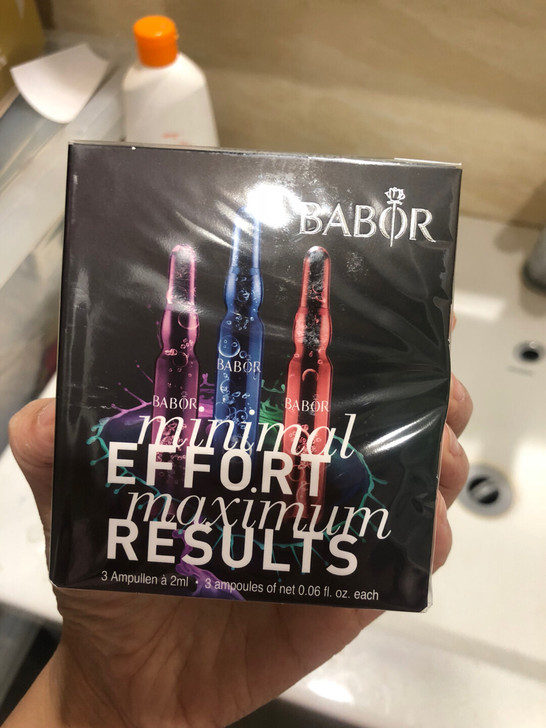 BABOR
BABOR
BABOR
BABOR
minimal
EFFORT
maximum
RESULTS
3 Ampullen à 2ml • 3 ampoules of net 0.06 fl. oz. each